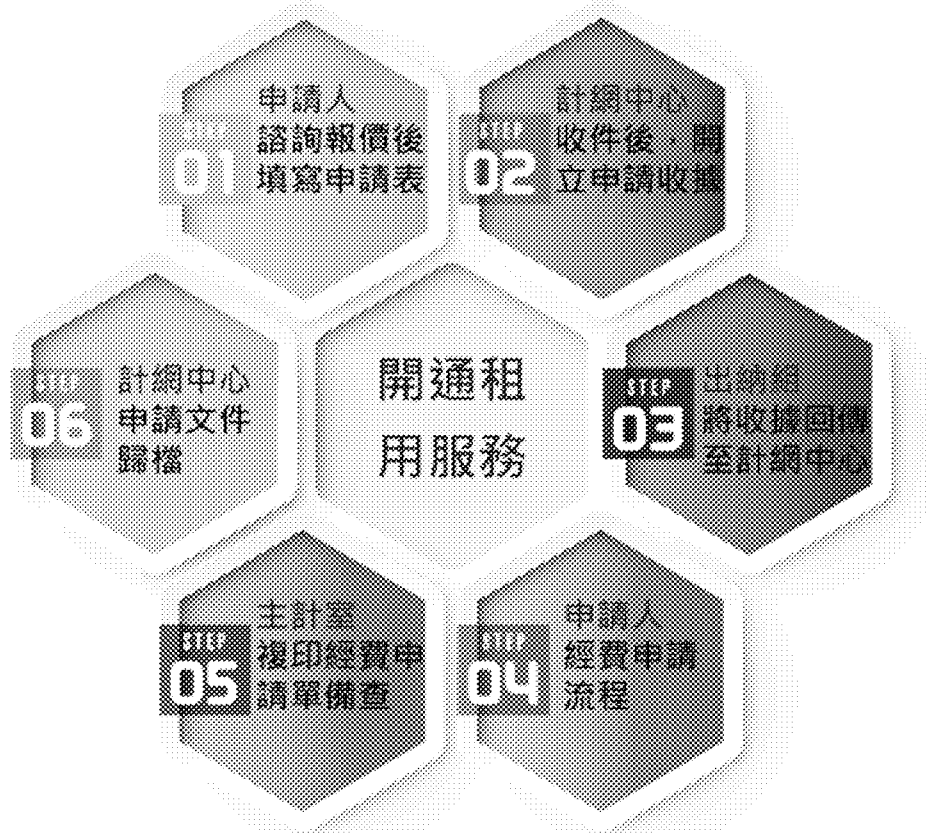 STEP
01
申請人
諮詢報價後
填寫申請表
STEP
02
計網中心
收件後，開
立申請收據
STEP
03
出納組
將收據回傳
至計網中心
STEP
04
申請人
經費申請
流程
STEP
05
主計室
複印經費申
請單備查
STEP
06
計網中心
申請文件
歸檔
開通租
用服務